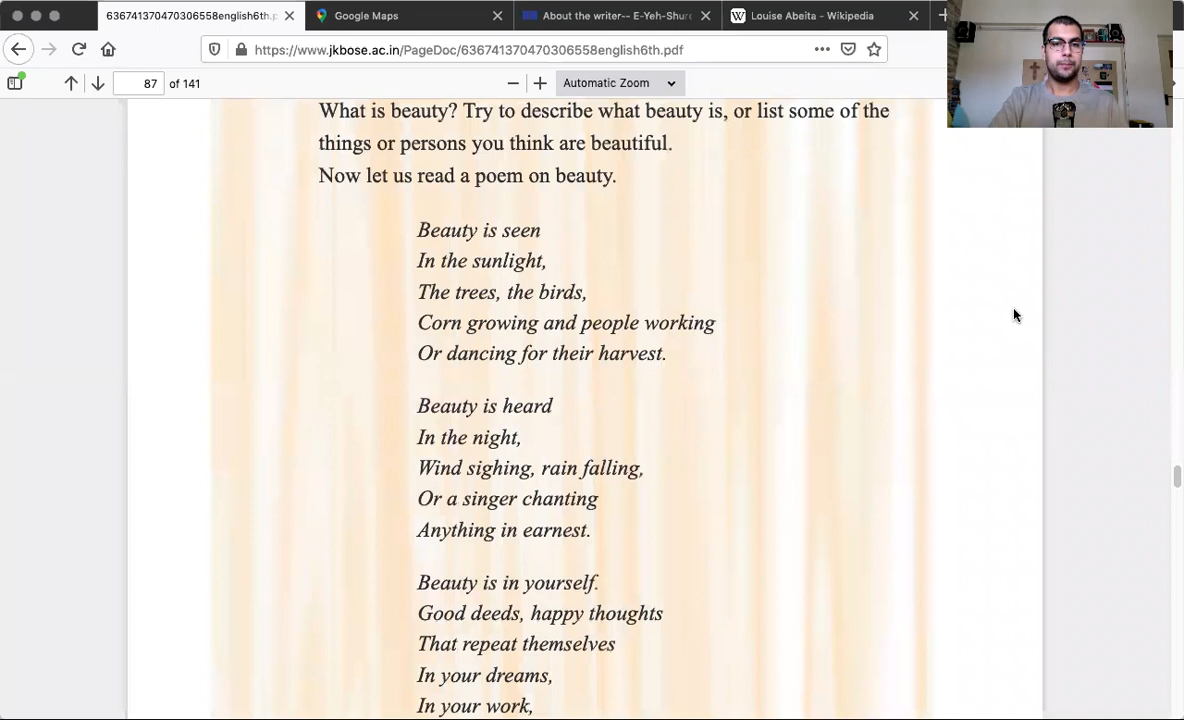 636741370470306558english6th.p
Google Maps
About the writer-- E-Yeh-Shur
Louise Abeita - Wikipedia
https://www.jkbose.ac.in/PageDoc/636741370470306558english6th.pdf
87 of 141
Automatic Zoom
What is beauty? Try to describe what beauty is, or list some of the
things or persons you think are beautiful.
Now let us read a poem on beauty.
Beauty is seen
In the sunlight,
The trees, the birds,
Corn growing and people working
Or dancing for their harvest.
Beauty is heard
In the night,
Wind sighing, rain falling,
Or a singer chanting
Anything in earnest.
Beauty is in yourself.
Good deeds, happy thoughts
That repeat themselves
In your dreams,
In your work,